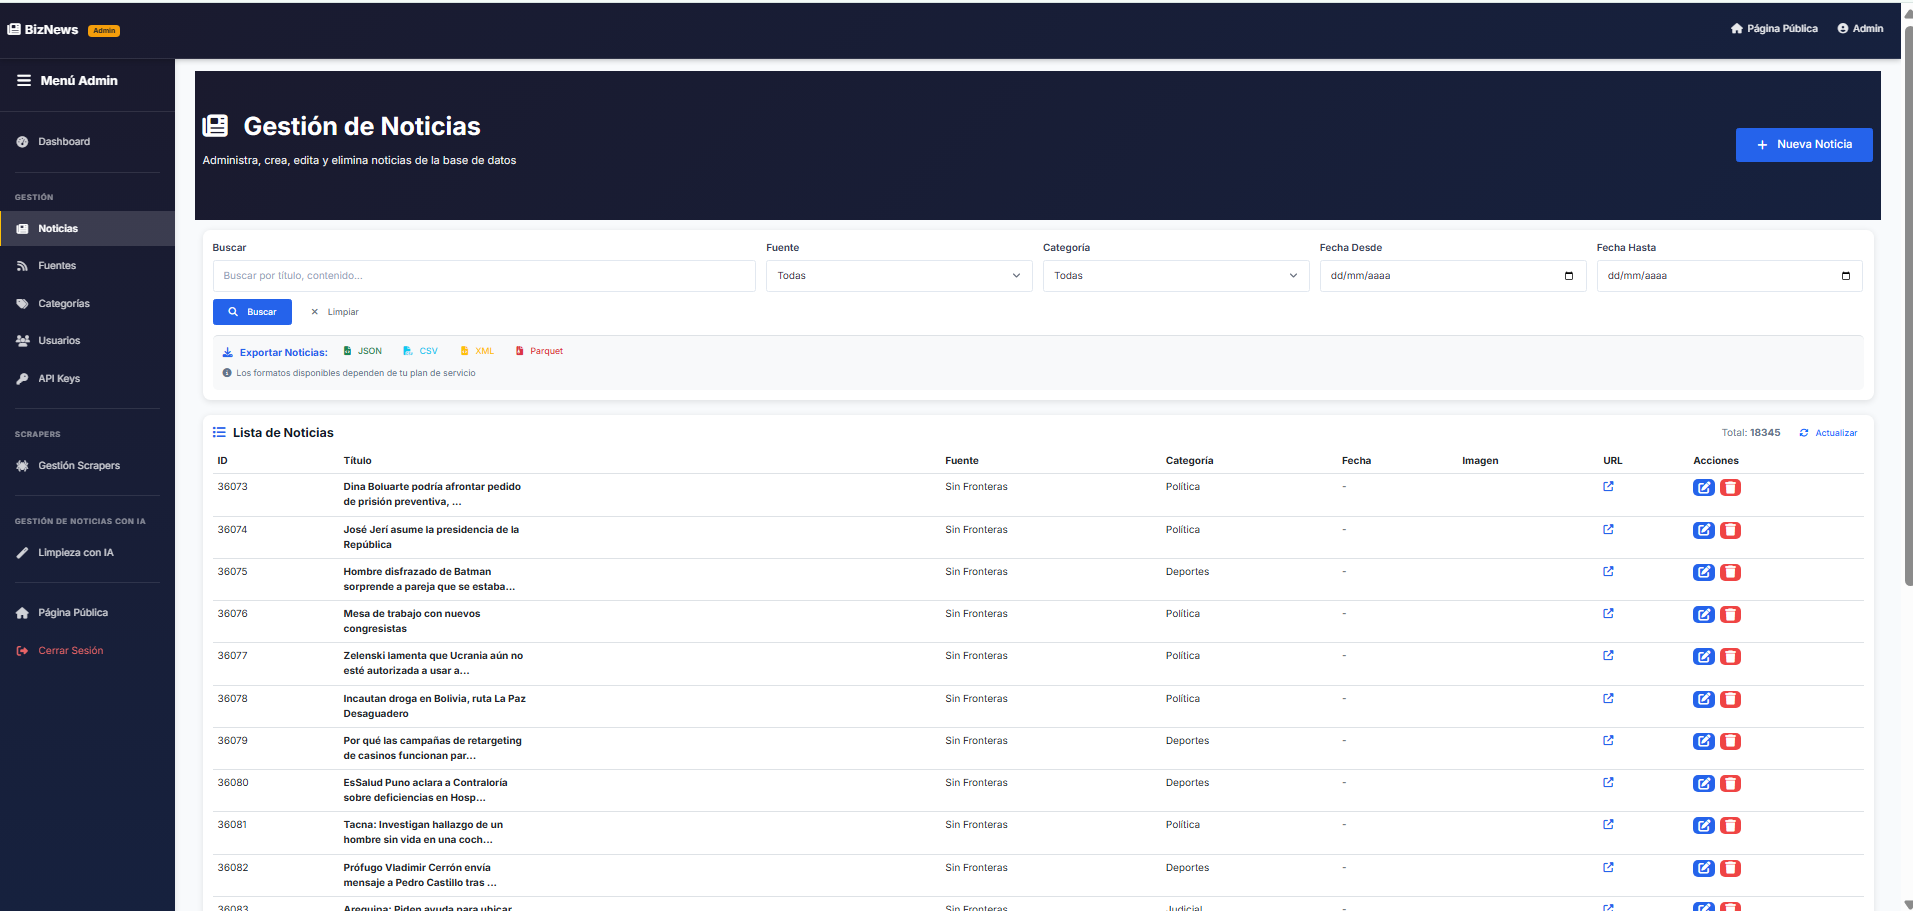 BizNews Admin
Página Pública Admin
Menú Admin
Dashboard
GESTIÓN
Noticias
Fuentes
Categorías
Usuarios
API Keys
SCRAPERS
Gestión Scrapers
GESTIÓN DE NOTICIAS CON IA
Limpieza con IA
Página Pública
Cerrar Sesión
Gestión de Noticias
Administra, crea, edita y elimina noticias de la base de datos
Nueva Noticia
Buscar Fuente Categoría Fecha Desde Fecha Hasta
Buscar por título, contenido... Todas Todas dd/mm/aaaa dd/mm/aaaa
Buscar Limpiar
Exportar Noticias: JSON CSV XML Parquet
Los formatos disponibles dependen de tu plan de servicio
Lista de Noticias Total: 18345 Actualizar
ID Título Fuente Categoría Fecha Imagen URL Acciones
36073 Dina Boluarte podría afrontar pedido Sin Fronteras Política -
de prisión preventiva, ...
36074 José Jerí asume la presidencia de la Sin Fronteras Política -
República
36075 Hombre disfrazado de Batman Sin Fronteras Deportes -
sorprende a pareja que se estaba...
36076 Mesa de trabajo con nuevos Sin Fronteras Política -
congresistas
36077 Zelenski lamenta que Ucrania aún no Sin Fronteras Política -
esté autorizada a usar a...
36078 Incautan droga en Bolivia, ruta La Paz Sin Fronteras Política -
Desaguadero
36079 Por qué las campañas de retargeting Sin Fronteras Deportes -
de casinos funcionan par...
36080 EsSalud Puno aclara a Contraloría Sin Fronteras Deportes -
sobre deficiencias en Hosp...
36081 Tacna: Investigan hallazgo de un Sin Fronteras Política -
hombre sin vida en una coch...
36082 Prófugo Vladimir Cerrón envía Sin Fronteras Deportes -
mensaje a Pedro Castillo tras ...
36083 Arequipa: Piden ayuda para ubicar Sin Fronteras Judicial